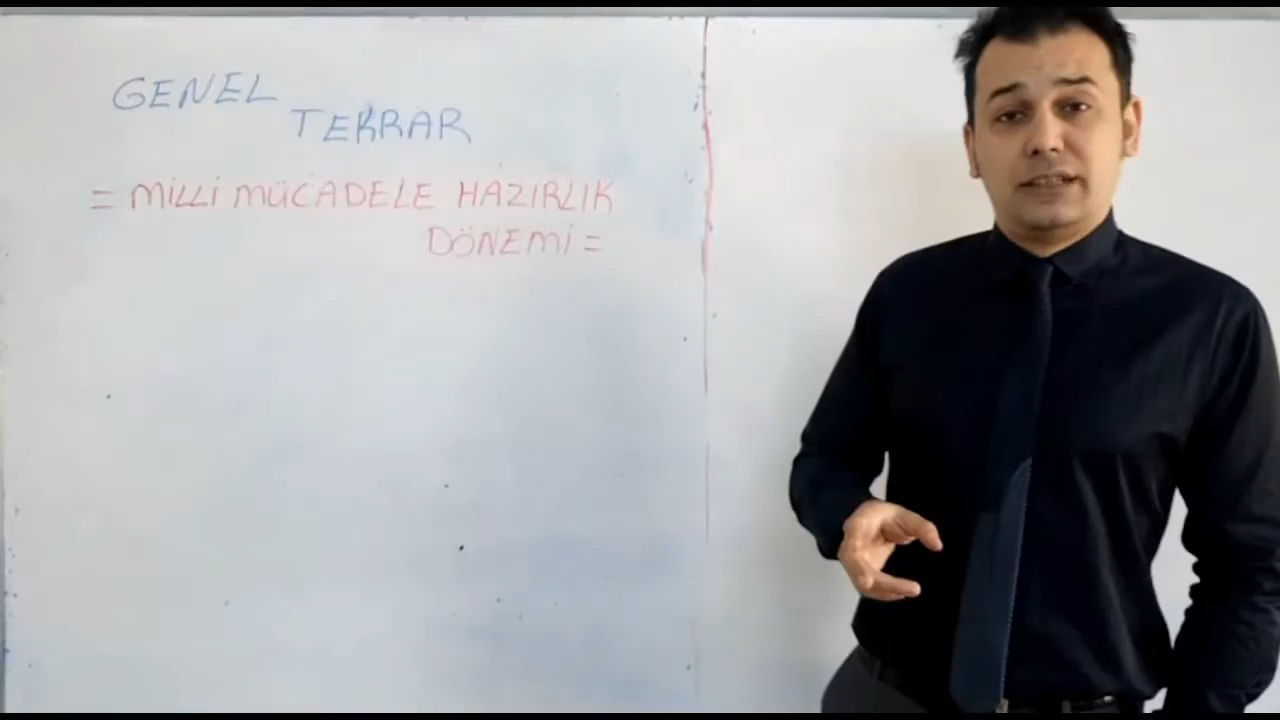 GENEL
TEKRAR
= MİLLİ MÜCADELE HAZIRLIK
DÖNEMİ =